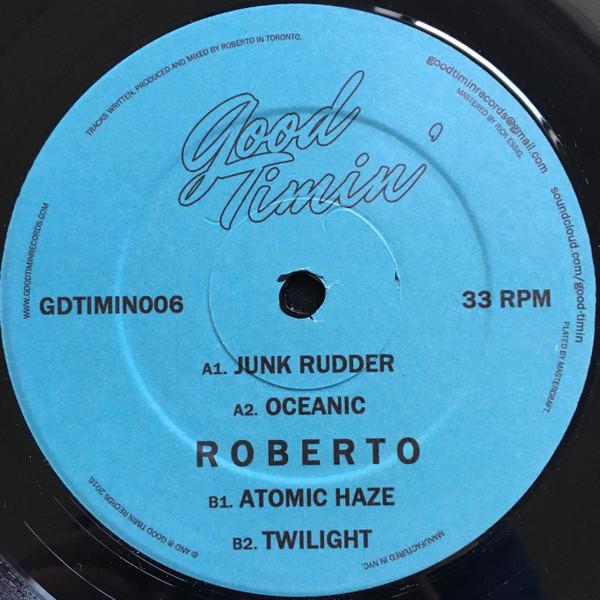 TRACKS WRITTEN, PRODUCED AND MIXED BY ROBERTO IN TORONTO.
goodtiminrecords@gmail.com
MASTERED BY RICK ESSIG.
good
Timin'
soundcloud.com/good-timin
WWW.GOODTIMINRECORDS.COM
GDTIMIN006
33 RPM
PLATED BY MASTERCRAFT.
A1. JUNK RUDDER
A2. OCEANIC
ROBERTO
B1. ATOMIC HAZE
B2. TWILIGHT
© AND ℗ GOOD TIMIN RECORDS 2016.
MANUFACTURED IN NYC.